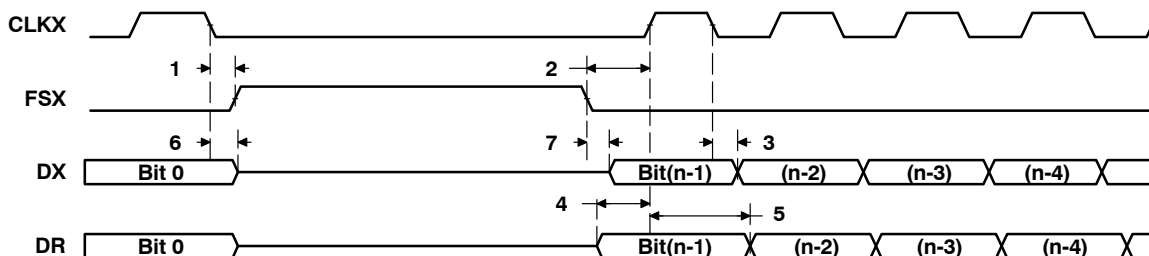 CLKX
1 2
FSX
6 7 3
DX Bit 0 Bit(n-1) (n-2) (n-3) (n-4)
4 5
DR Bit 0 Bit(n-1) (n-2) (n-3) (n-4)